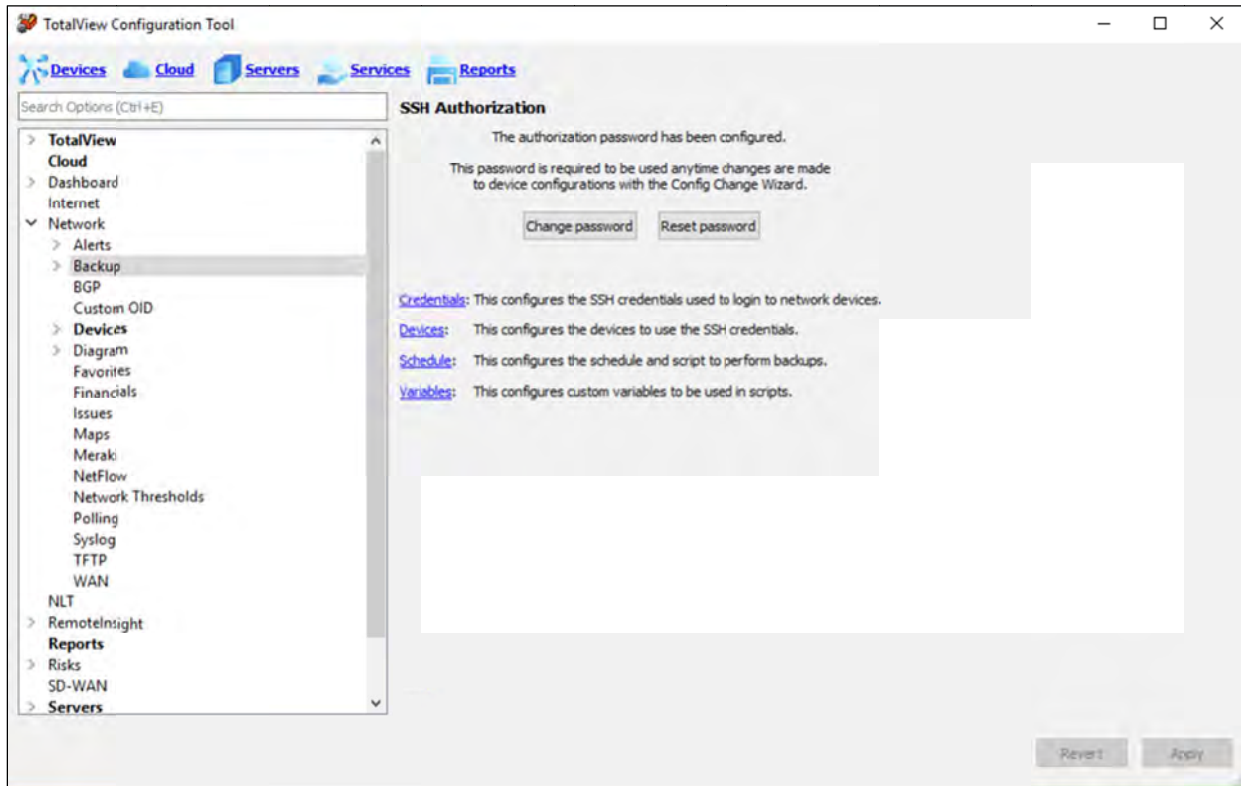 TotalView Configuration Tool
Devices Cloud Servers Services Reports
Search Options (Ctrl+E)
TotalView
Cloud
Dashboard
Internet
Network
Alerts
Backup
BGP
Custom OID
Devices
Diagram
Favorites
Financials
Issues
Maps
Meraki
NetFlow
Network Thresholds
Polling
Syslog
TFTP
WAN
NLT
RemoteInsight
Reports
Risks
SD-WAN
Servers
SSH Authorization
The authorization password has been configured.
This password is required to be used anytime changes are made
to device configurations with the Config Change Wizard.
Change password Reset password
Credentials: This configures the SSH credentials used to login to network devices.
Devices: This configures the devices to use the SSH credentials.
Schedule: This configures the schedule and script to perform backups.
Variables: This configures custom variables to be used in scripts.
Revert Apply